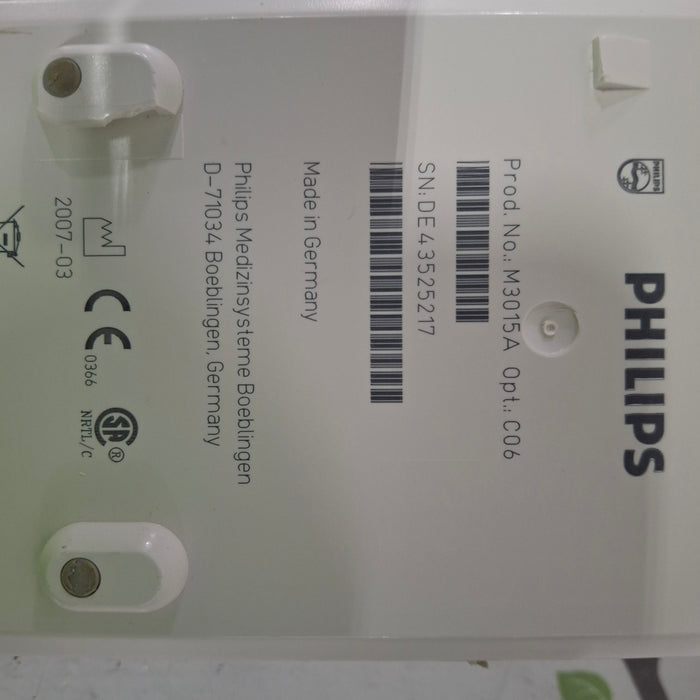 PHILIPS
PHILIPS
Prod. No.: M3015A Opt.: C06
SN: DE43525217
Made in Germany
Philips Medizinsysteme Boeblingen
D-71034 Boeblingen, Germany
2007-03
CE 0366
SA ®
NRTL/C